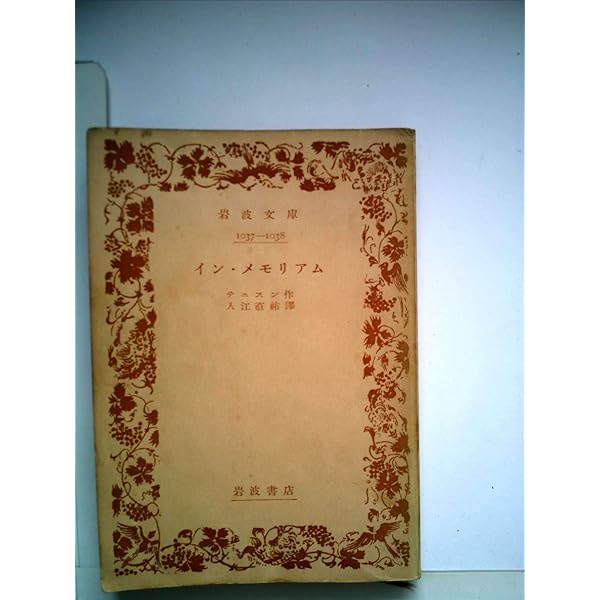 岩波文庫
1037—1038
イン・メモリアム
テニスン作
入江直祐譯
岩波書店